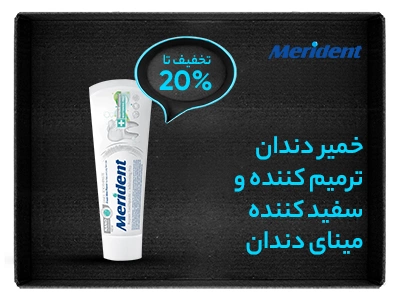 Merident
تخفیف تا
20%
خمیر دندان
ترمیم کننده و
سفید کننده
مینای دندان
Merident